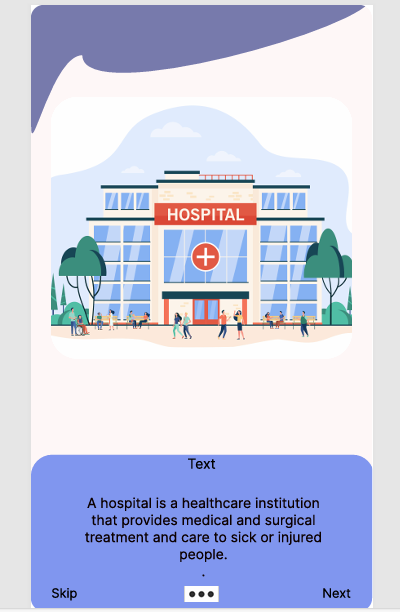 HOSPITAL
Text
A hospital is a healthcare institution
that provides medical and surgical
treatment and care to sick or injured
people.
.
Skip
Next